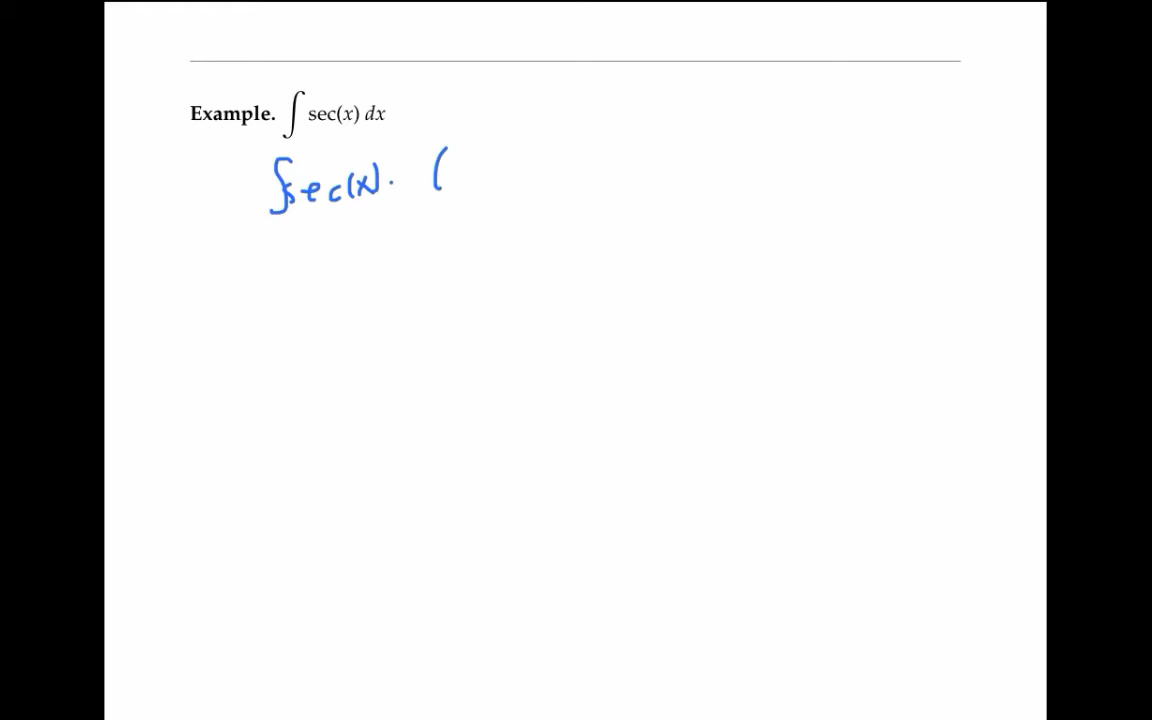 Example. ∫ sec(x) dx
∫sec(x). (